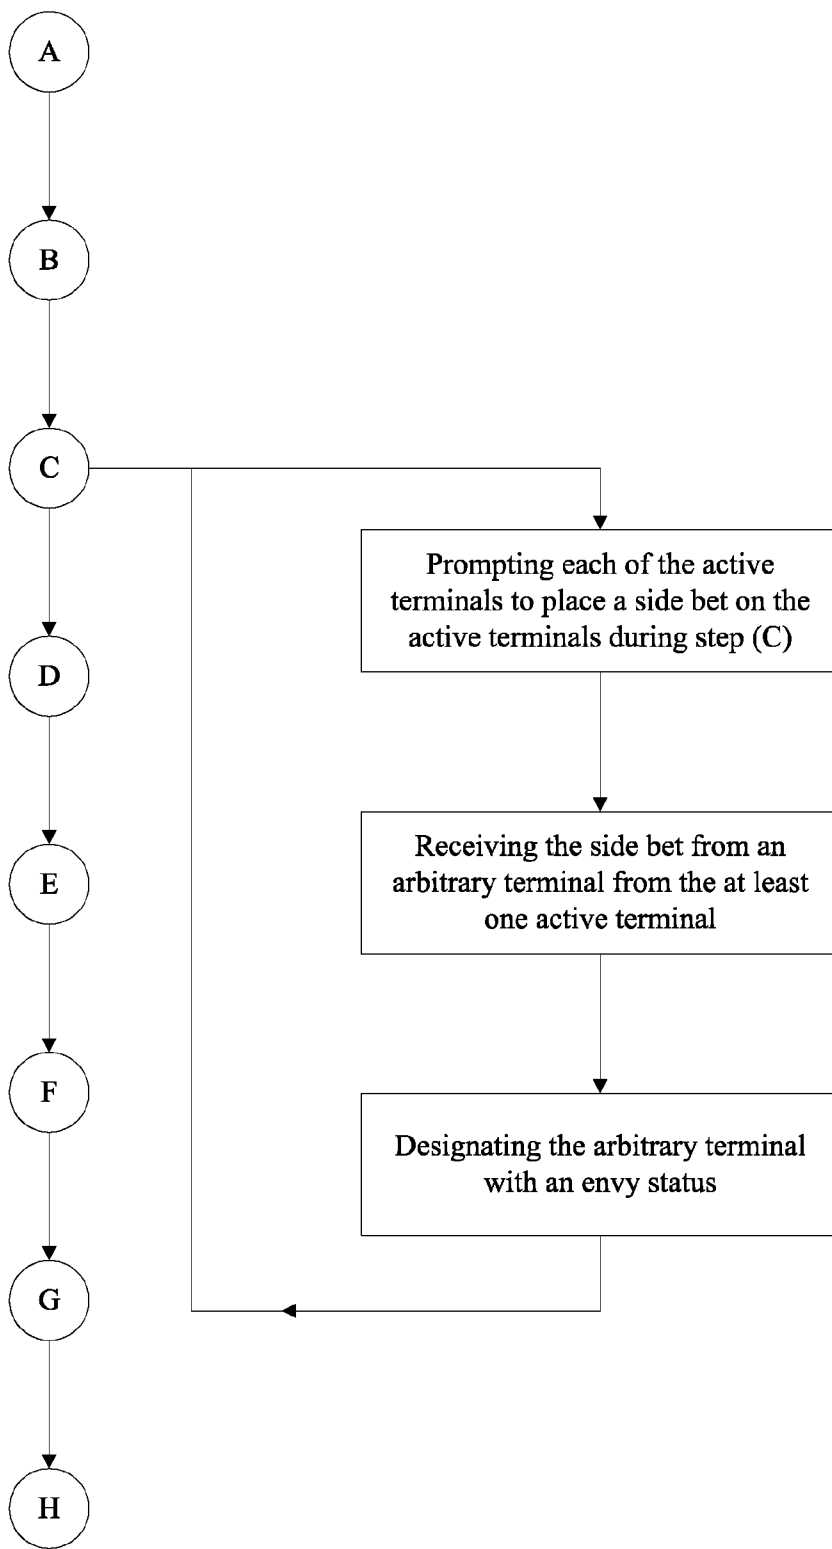 A
B
C
Prompting each of the active
terminals to place a side bet on the
active terminals during step (C)
D
Receiving the side bet from an
arbitrary terminal from the at least
one active terminal
E
F
Designating the arbitrary terminal
with an envy status
G
H